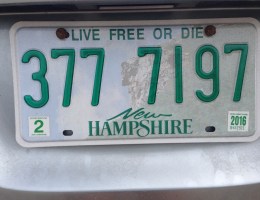 LIVE FREE OR DIE
377 7197
2
2016
New
HAMPSHIRE